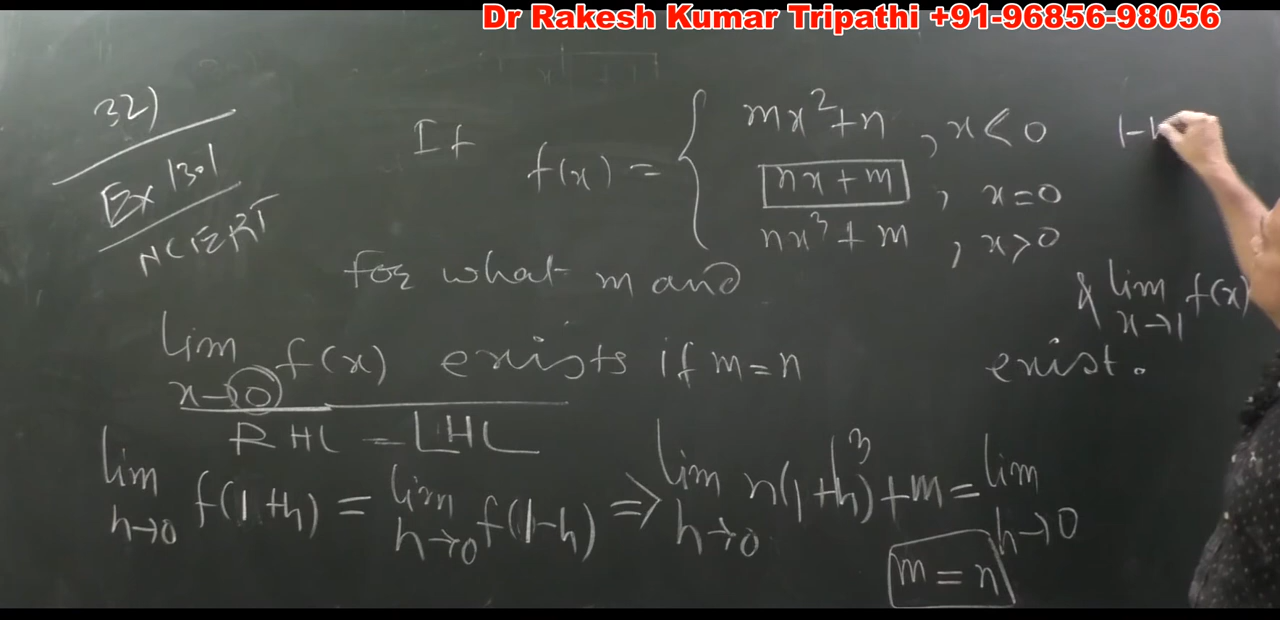 Dr Rakesh Kumar Tripathi +91-96856-98056
32)
Ex 13.1
NCERT
If f(x) = { mx²+n , x<0
nx+m , x=0
nx³+m , x>0
1-h
for what m and
& lim x→1 f(x)
lim x→0 f(x) exists if m=n
exist.
RHL = LHL
lim h→0 f(1+h) = lim h→0 f(1-h) => lim h→0 n(1+h)³+m = lim h→0
m = n